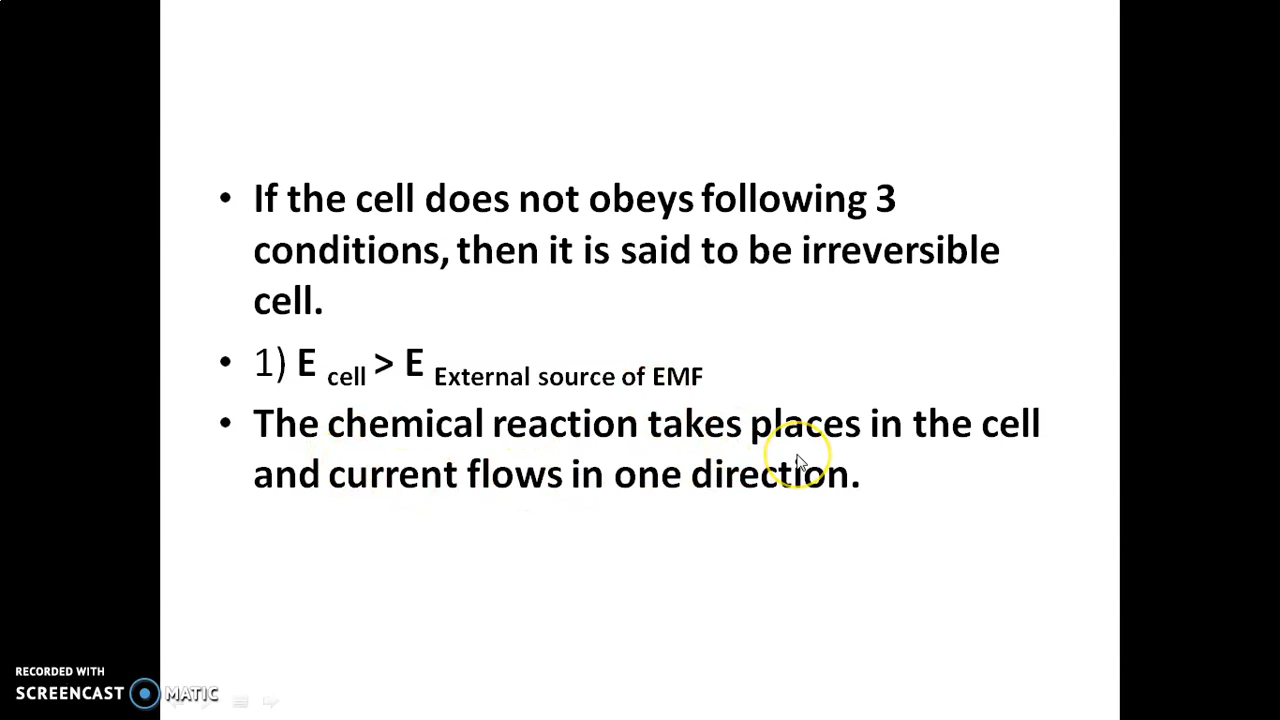 • If the cell does not obeys following 3
conditions, then it is said to be irreversible
cell.
• 1) E cell > E External source of EMF
• The chemical reaction takes places in the cell
and current flows in one direction.
RECORDED WITH
SCREENCAST MATIC